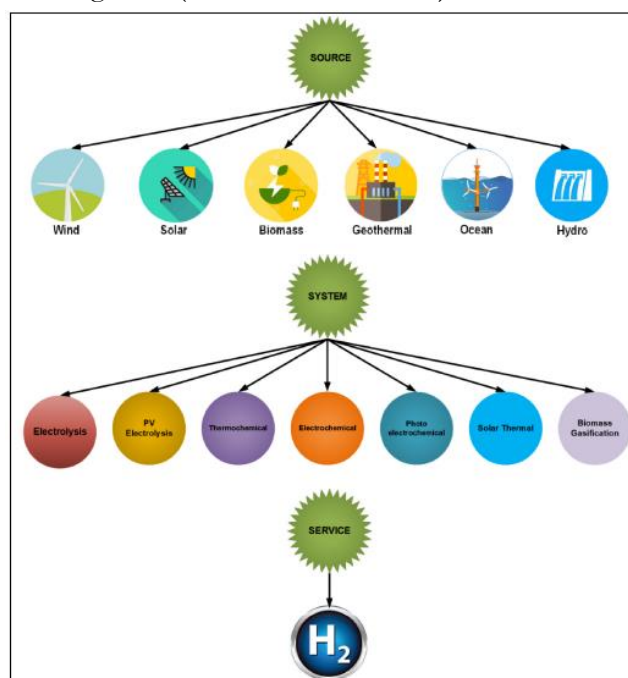 SOURCE
Wind
Solar
Biomass
Geothermal
Ocean
Hydro
SYSTEM
Electrolysis
PV
Electrolysis
Thermochemical
Electrochemical
Photo
electrochemical
Solar Thermal
Biomass
Gasification
SERVICE
H₂